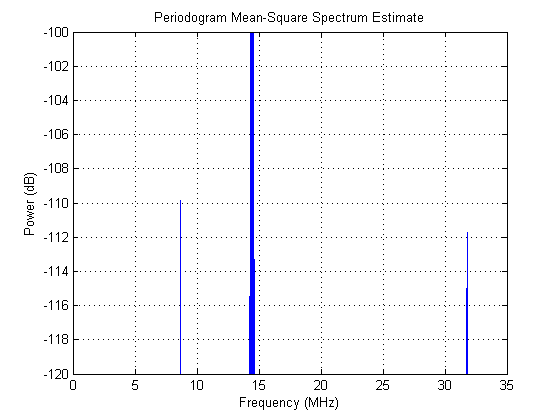 Periodogram Mean-Square Spectrum Estimate
-100
-102
-104
-106
-108
-110
-112
-114
-116
-118
-120
Power (dB)
0 5 10 15 20 25 30 35
Frequency (MHz)